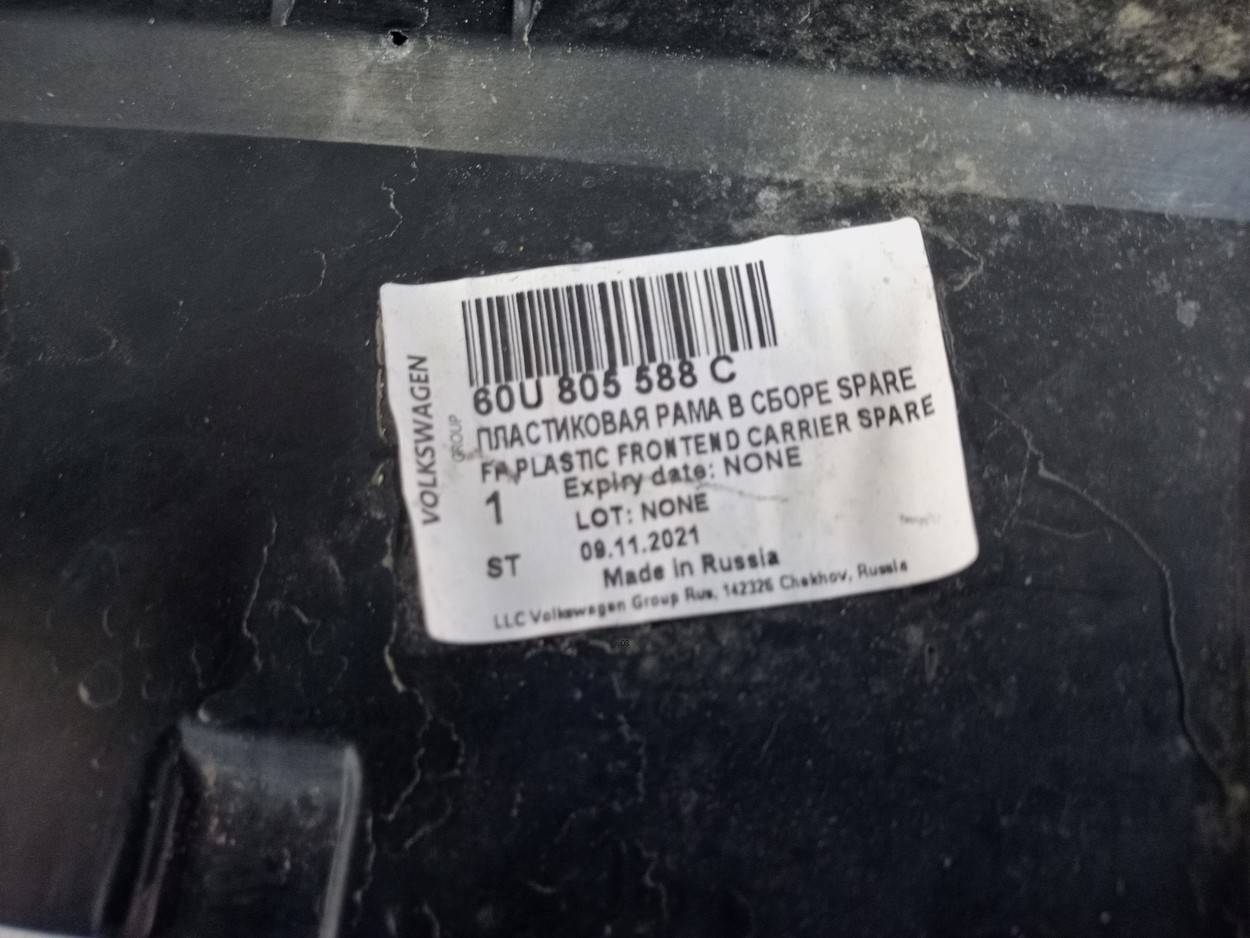 VOLKSWAGEN
GROUP
60U 805 588 C
ПЛАСТИКОВАЯ РАМА В СБОРЕ SPARE
FA,PLASTIC FRONTEND CARRIER SPARE
1 Expiry date: NONE
LOT: NONE
ST 09.11.2021
Made in Russia
LLC Volkswagen Group Rus, 142326 Chekhov, Russia